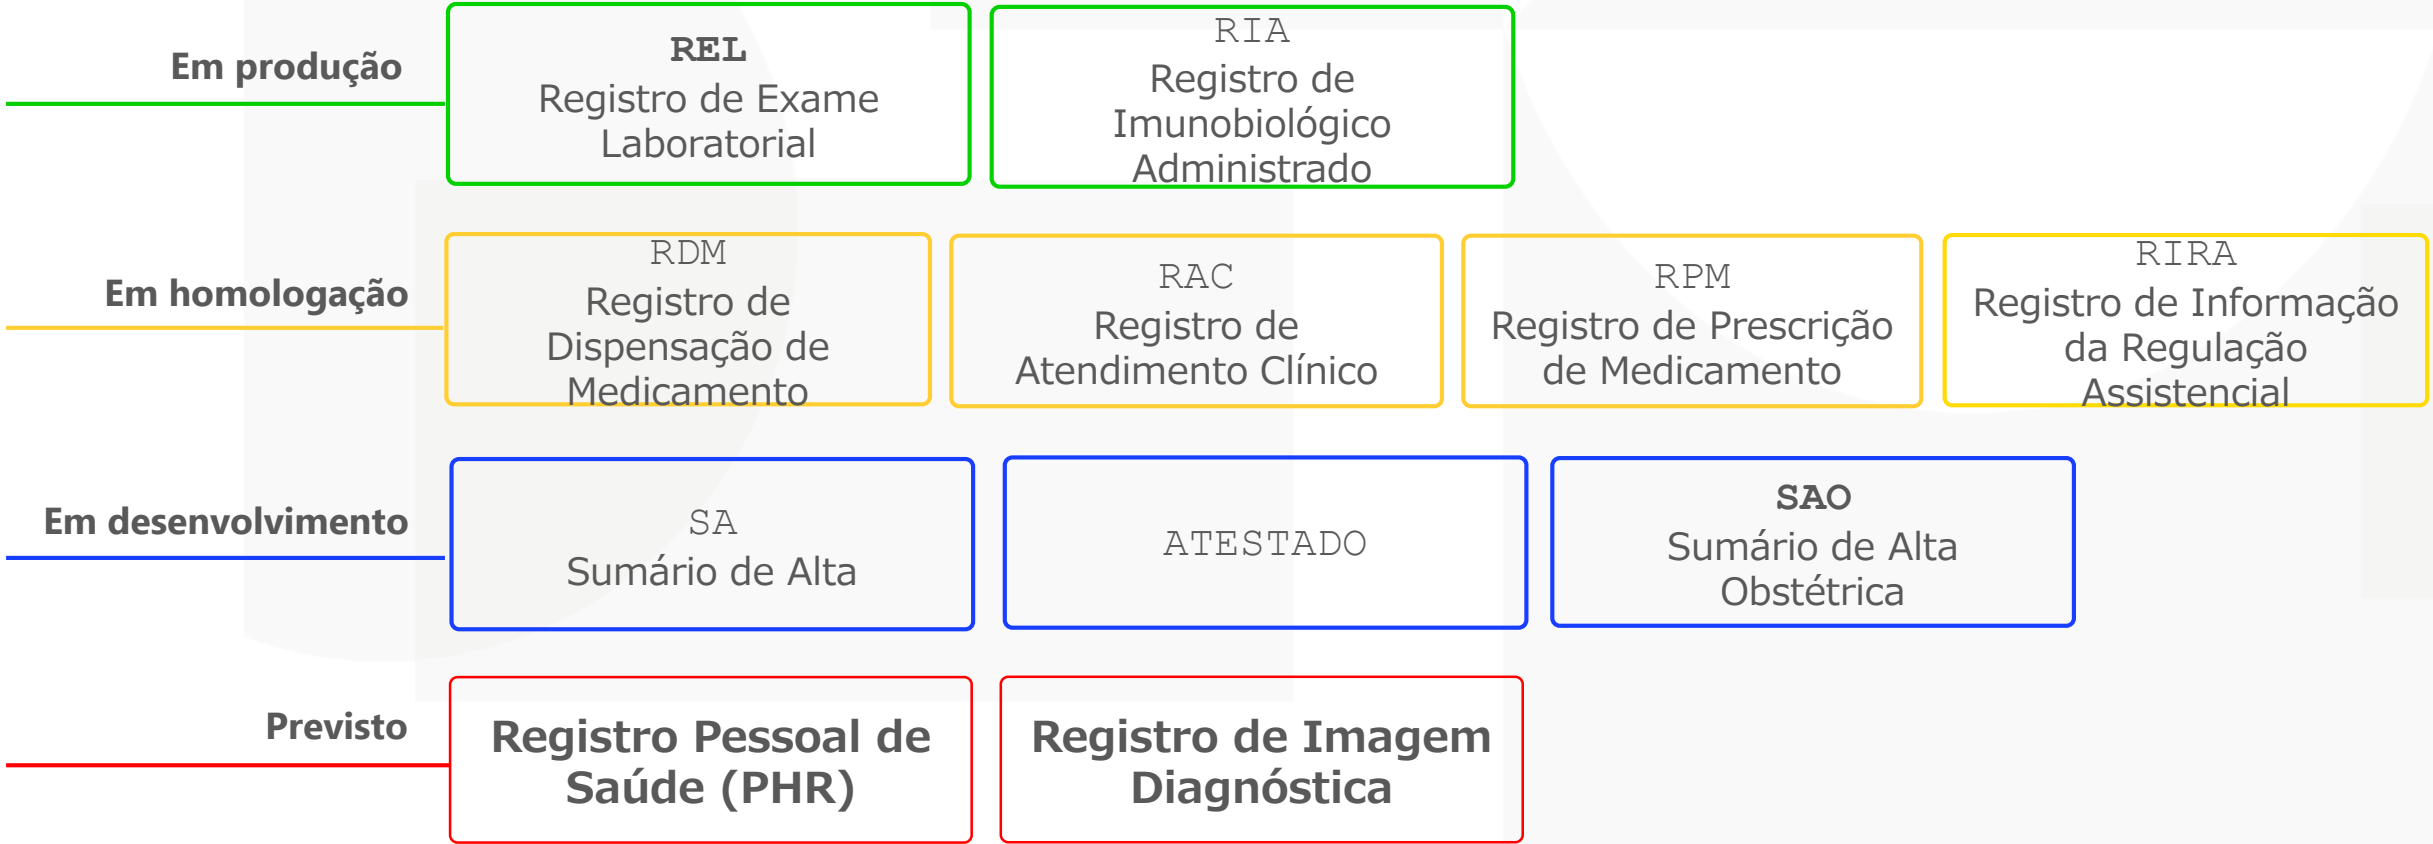 Em produção
REL
Registro de Exame
Laboratorial
RIA
Registro de
Imunobiológico
Administrado
Em homologação
RDM
Registro de
Dispensação de
Medicamento
RAC
Registro de
Atendimento Clínico
RPM
Registro de Prescrição
de Medicamento
RIRA
Registro de Informação
da Regulação
Assistencial
Em desenvolvimento
SA
Sumário de Alta
ATESTADO
SAO
Sumário de Alta
Obstétrica
Previsto
Registro Pessoal de
Saúde (PHR)
Registro de Imagem
Diagnóstica